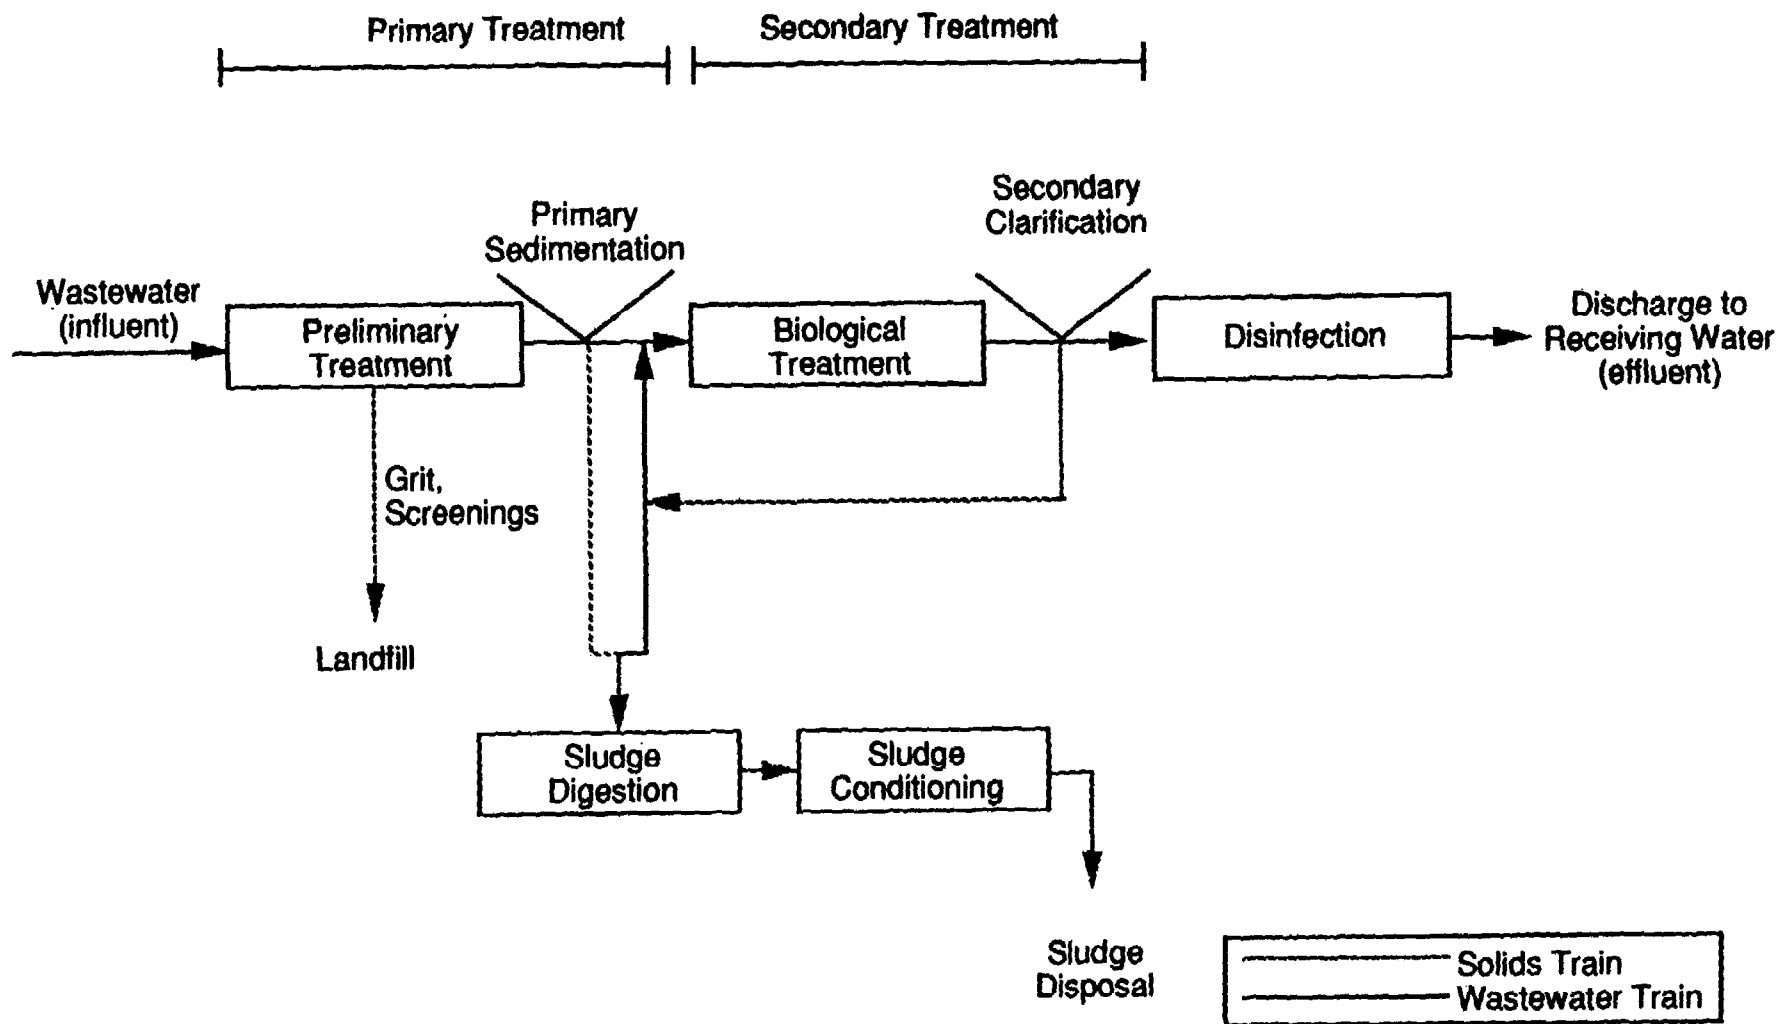 Primary Treatment
Secondary Treatment
Primary
Sedimentation
Secondary
Clarification
Wastewater
(influent)
Preliminary
Treatment
Biological
Treatment
Disinfection
Discharge to
Receiving Water
(effluent)
Grit,
Screenings
Landfill
Sludge
Digestion
Sludge
Conditioning
Sludge
Disposal
Solids Train
Wastewater Train